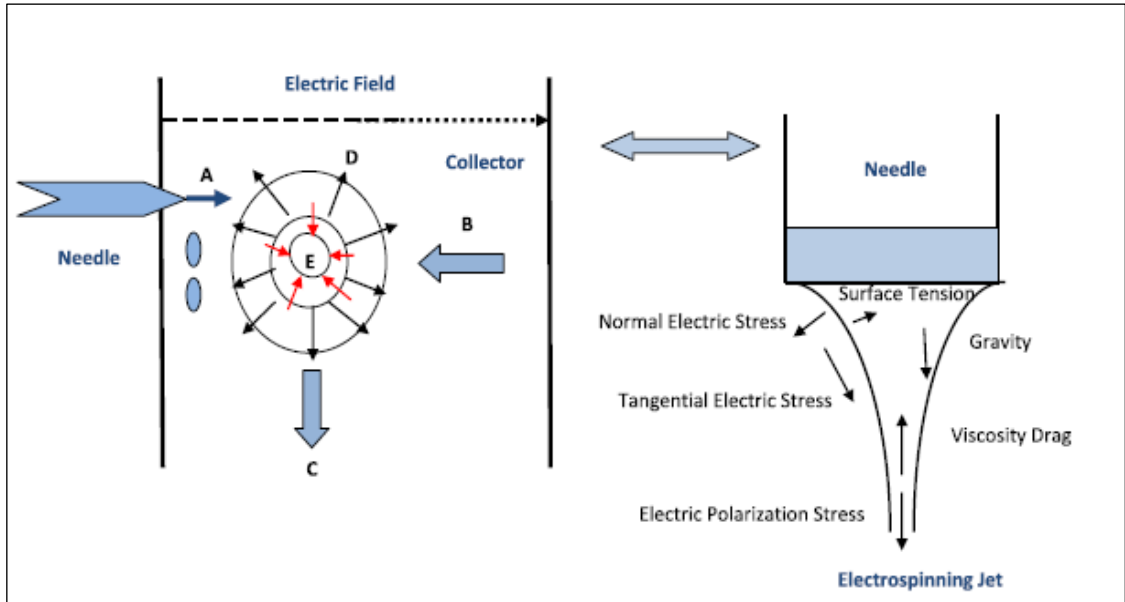 Electric Field
D
Collector
A
B
Needle
E
C
Needle
Surface Tension
Normal Electric Stress
Gravity
Tangential Electric Stress
Viscosity Drag
Electric Polarization Stress
Electrospinning Jet